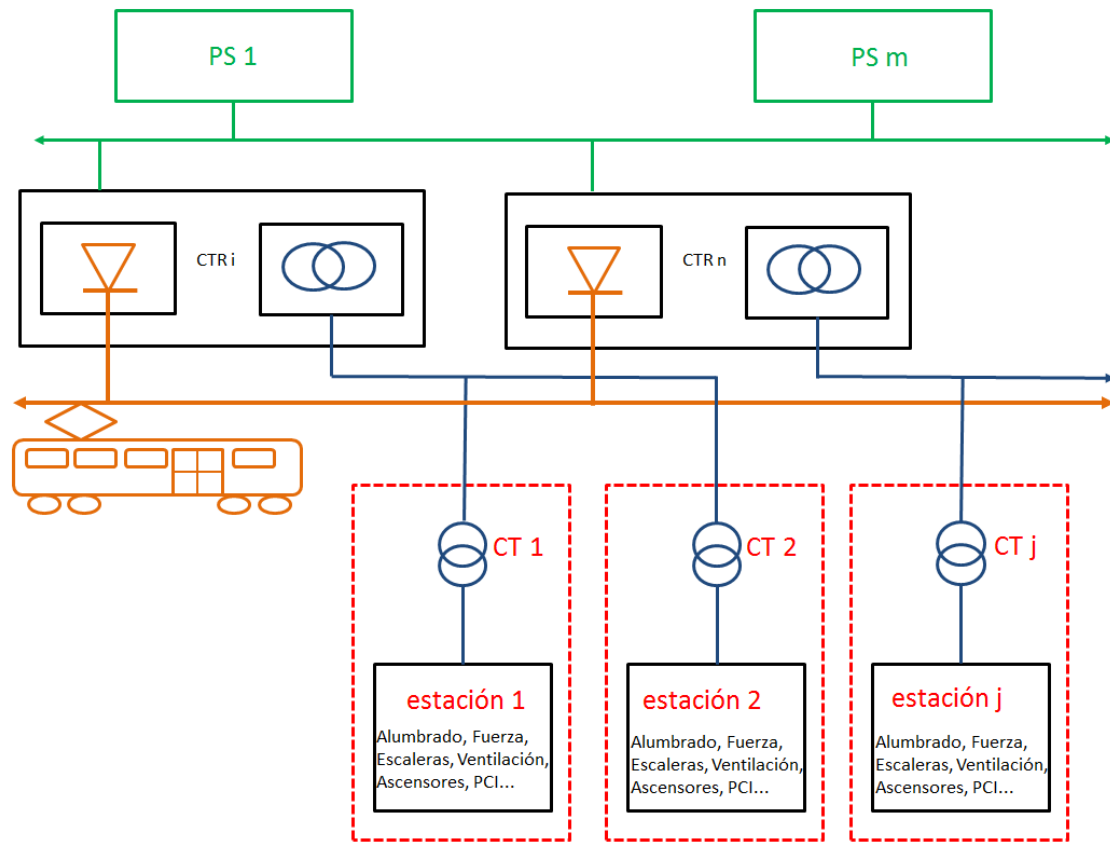 PS 1
PS m
CTR i
CTR n
CT 1
CT 2
CT j
estación 1
Alumbrado, Fuerza,
Escaleras, Ventilación,
Ascensores, PCI...
estación 2
Alumbrado, Fuerza,
Escaleras, Ventilación,
Ascensores, PCI...
estación j
Alumbrado, Fuerza,
Escaleras, Ventilación,
Ascensores, PCI...